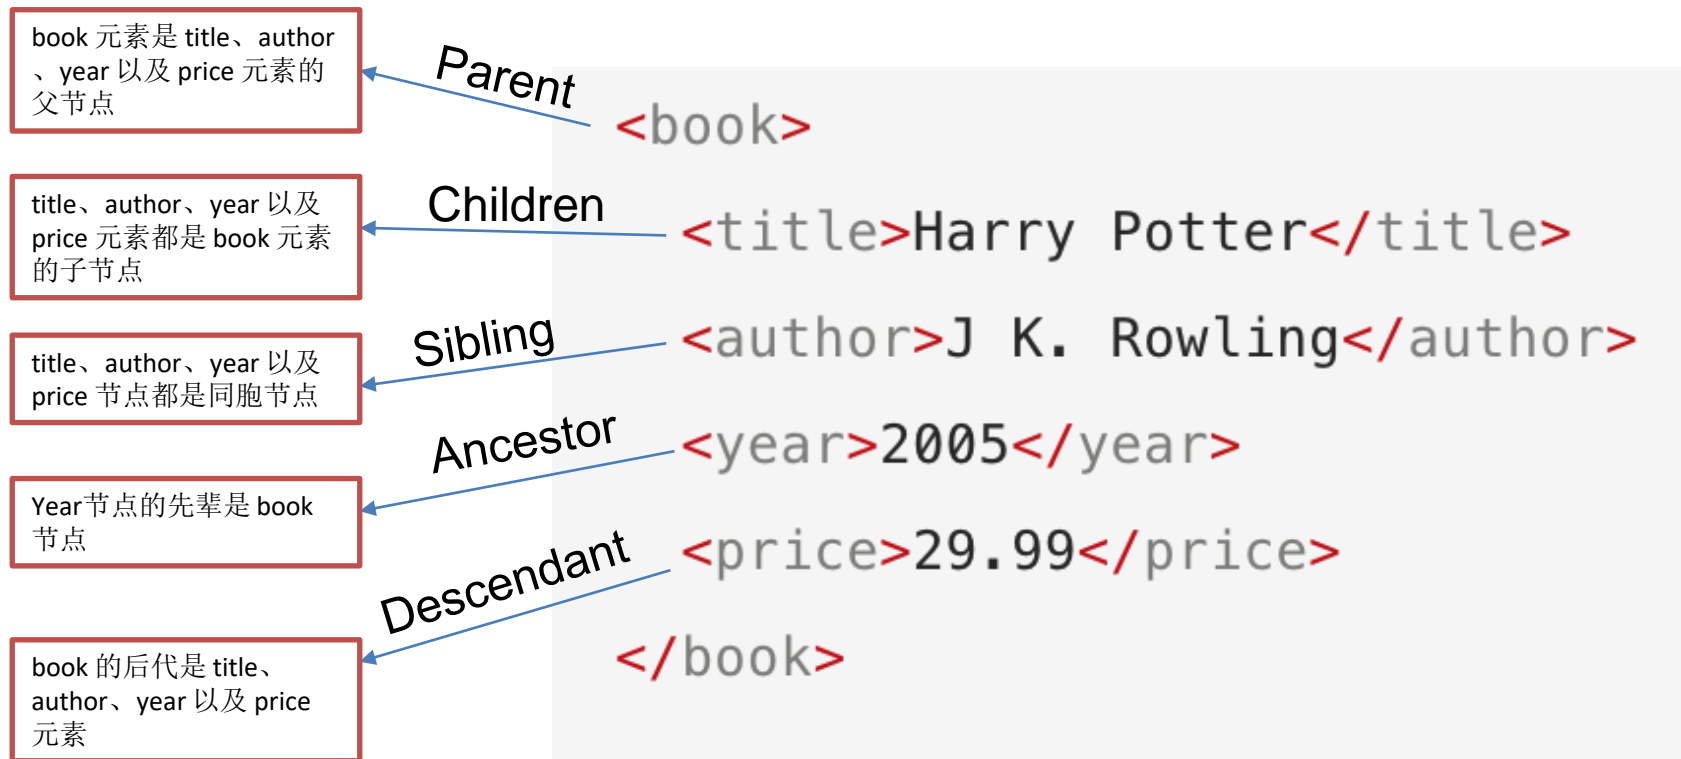 book 元素是 title、author
、year 以及 price 元素的
父节点
Parent
<book>
title、author、year 以及
price 元素都是 book 元素
的子节点
Children
<title>Harry Potter</title>
title、author、year 以及
price 节点都是同胞节点
Sibling
<author>J K. Rowling</author>
Year节点的先辈是 book
节点
Ancestor
<year>2005</year>
book 的后代是 title、
author、year 以及 price
元素
Descendant
<price>29.99</price>
</book>